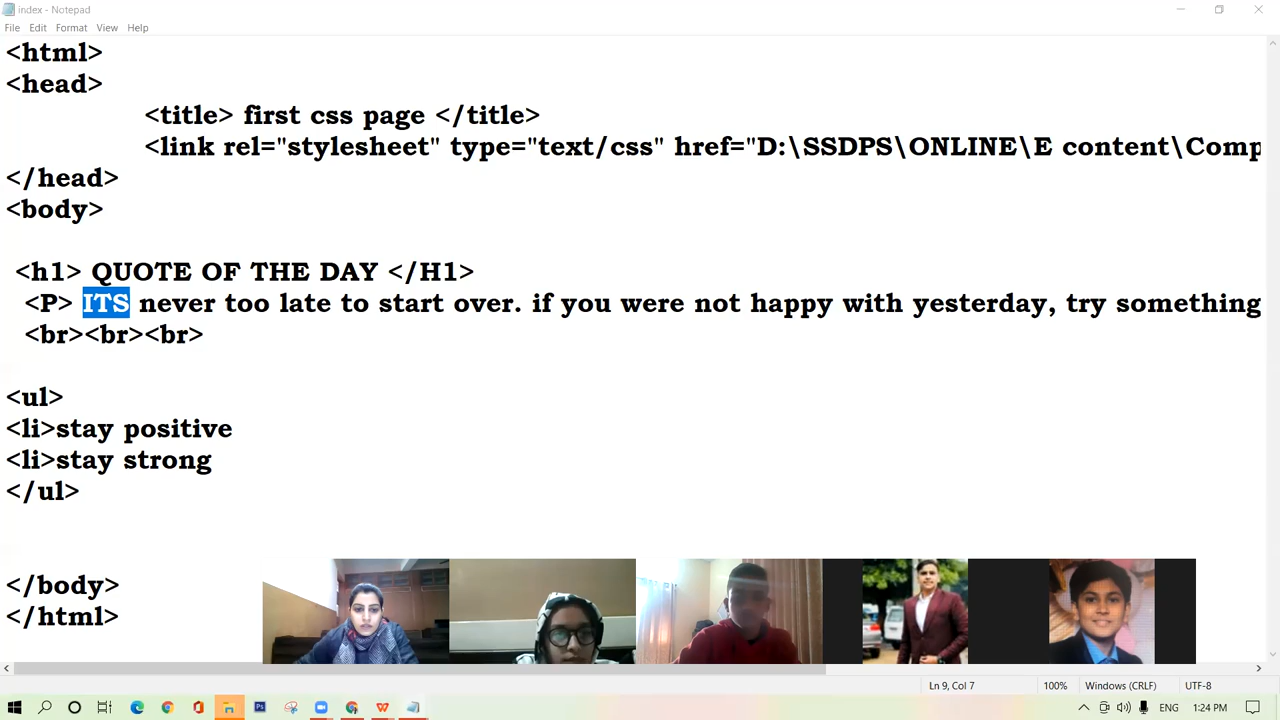 index - Notepad
File Edit Format View Help
<html>
<head>
<title> first css page </title>
<link rel="stylesheet" type="text/css" href="D:\SSDPS\ONLINE\E content\Comp
</head>
<body>
<h1> QUOTE OF THE DAY </H1>
<P> ITS never too late to start over. if you were not happy with yesterday, try something
<br><br><br>
<ul>
<li>stay positive
<li>stay strong
</ul>
</body>
</html>
Ln 9, Col 7 100% Windows (CRLF) UTF-8
ENG 1:24 PM